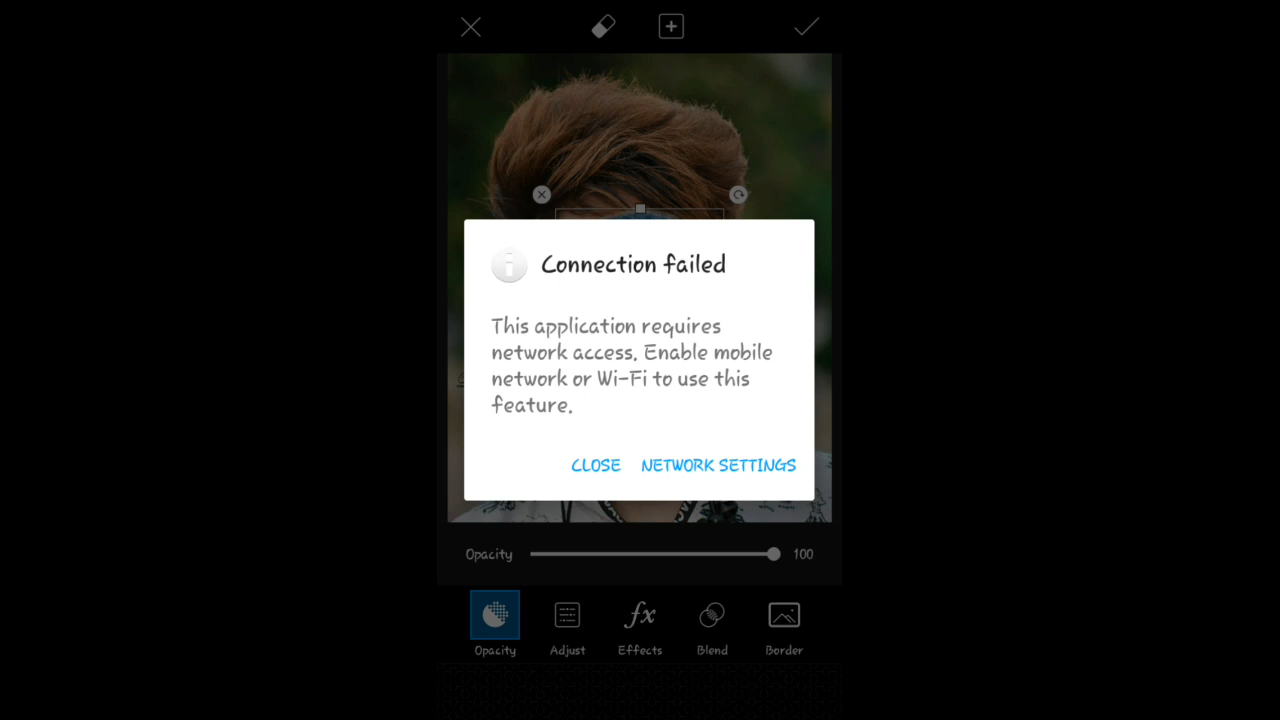 Connection failed
This application requires
network access. Enable mobile
network or Wi-Fi to use this
feature.
CLOSE NETWORK SETTINGS
Opacity 100
Opacity Adjust Effects Blend Border